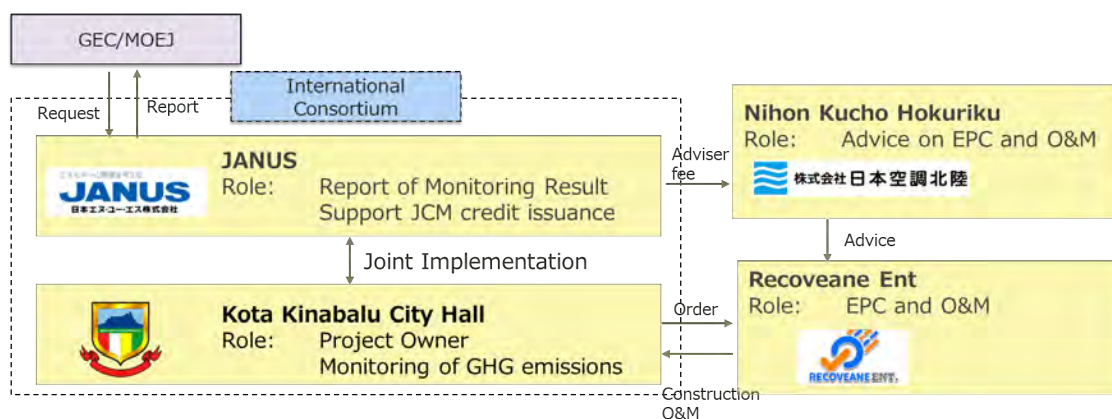 GEC/MOEJ
Request
Report
International
Consortium
JANUS
Role: Report of Monitoring Result
Support JCM credit issuance
JANUS
日本エヌ・ユー・エス株式会社
Adviser
fee
Nihon Kucho Hokuriku
Role: Advice on EPC and O&M
株式会社日本空調北陸
Joint Implementation
Advice
Kota Kinabalu City Hall
Role: Project Owner
Monitoring of GHG emissions
Order
Construction
O&M
Recoveane Ent
Role: EPC and O&M
RECOVEANE ENT.